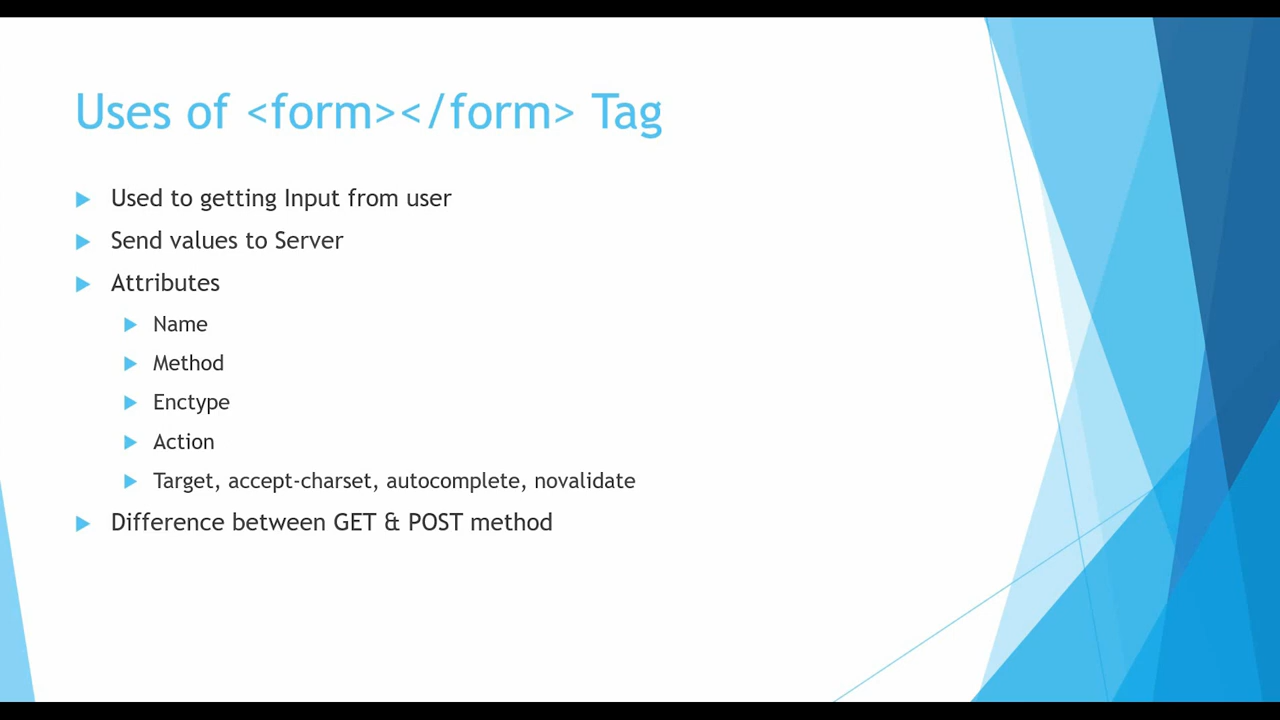 Uses of <form></form> Tag
Used to getting Input from user
Send values to Server
Attributes
Name
Method
Enctype
Action
Target, accept-charset, autocomplete, novalidate
Difference between GET & POST method